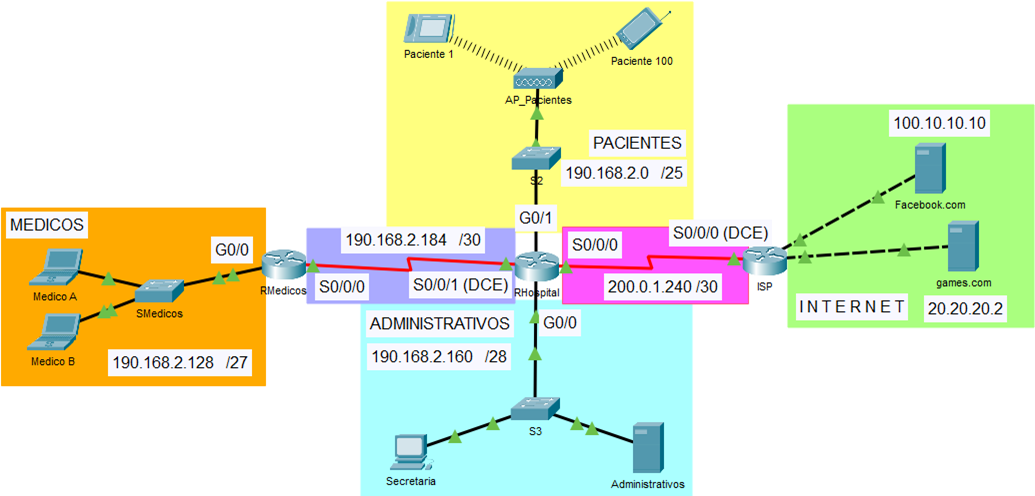 Paciente 1
Paciente 100
AP_Pacientes
PACIENTES
S2
190.168.2.0 /25
G0/1
100.10.10.10
Facebook.com
games.com
20.20.20.2
I N T E R N E T
MEDICOS
G0/0
Medico A
Medico B
SMedicos
190.168.2.128 /27
RMedicos
190.168.2.184 /30
S0/0/0
S0/0/1 (DCE)
RHospital
S0/0/0
S0/0/0 (DCE)
200.0.1.240 /30
ISP
ADMINISTRATIVOS
G0/0
190.168.2.160 /28
S3
Secretaria
Administrativos